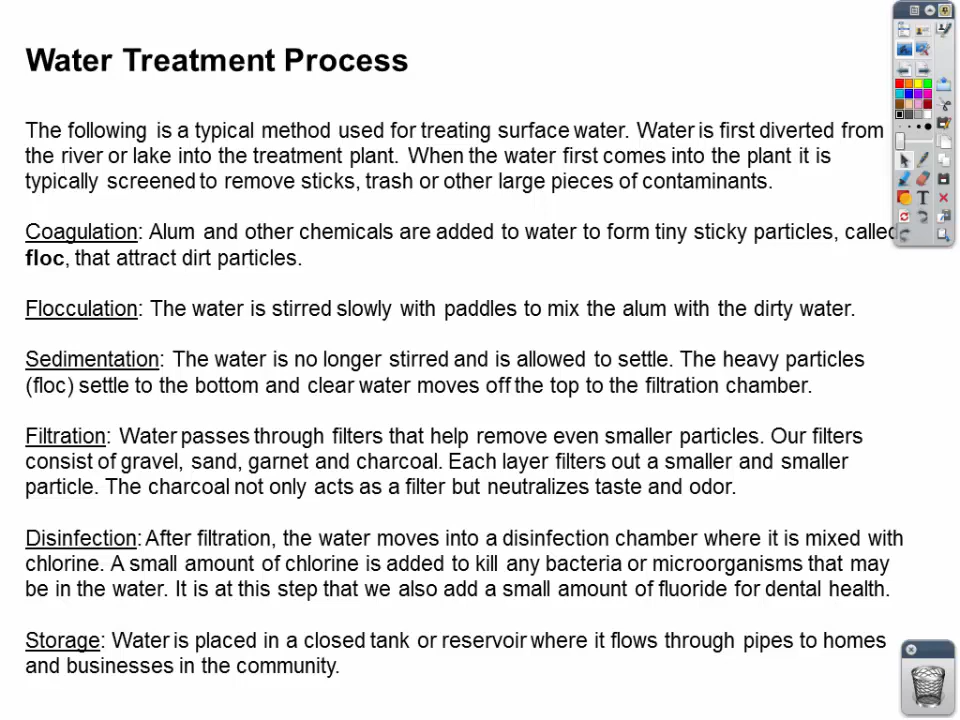 Water Treatment Process
The following is a typical method used for treating surface water. Water is first diverted from
the river or lake into the treatment plant. When the water first comes into the plant it is
typically screened to remove sticks, trash or other large pieces of contaminants.
Coagulation: Alum and other chemicals are added to water to form tiny sticky particles, called
floc, that attract dirt particles.
Flocculation: The water is stirred slowly with paddles to mix the alum with the dirty water.
Sedimentation: The water is no longer stirred and is allowed to settle. The heavy particles
(floc) settle to the bottom and clear water moves off the top to the filtration chamber.
Filtration: Water passes through filters that help remove even smaller particles. Our filters
consist of gravel, sand, garnet and charcoal. Each layer filters out a smaller and smaller
particle. The charcoal not only acts as a filter but neutralizes taste and odor.
Disinfection: After filtration, the water moves into a disinfection chamber where it is mixed with
chlorine. A small amount of chlorine is added to kill any bacteria or microorganisms that may
be in the water. It is at this step that we also add a small amount of fluoride for dental health.
Storage: Water is placed in a closed tank or reservoir where it flows through pipes to homes
and businesses in the community.